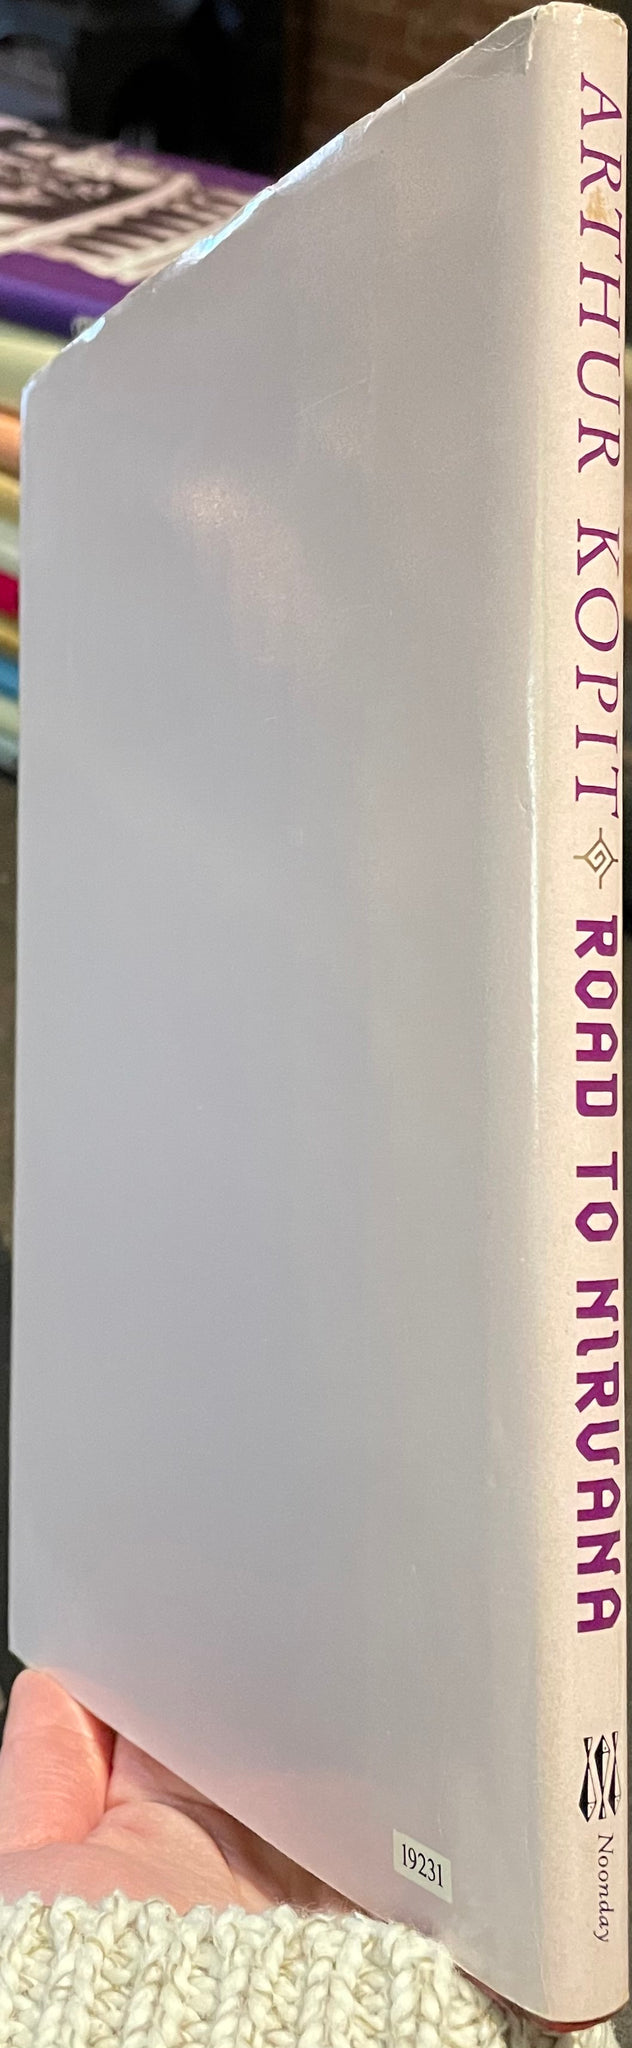 ARTHUR KOPIT
ROAD TO NIRVANA
Noonday
19231